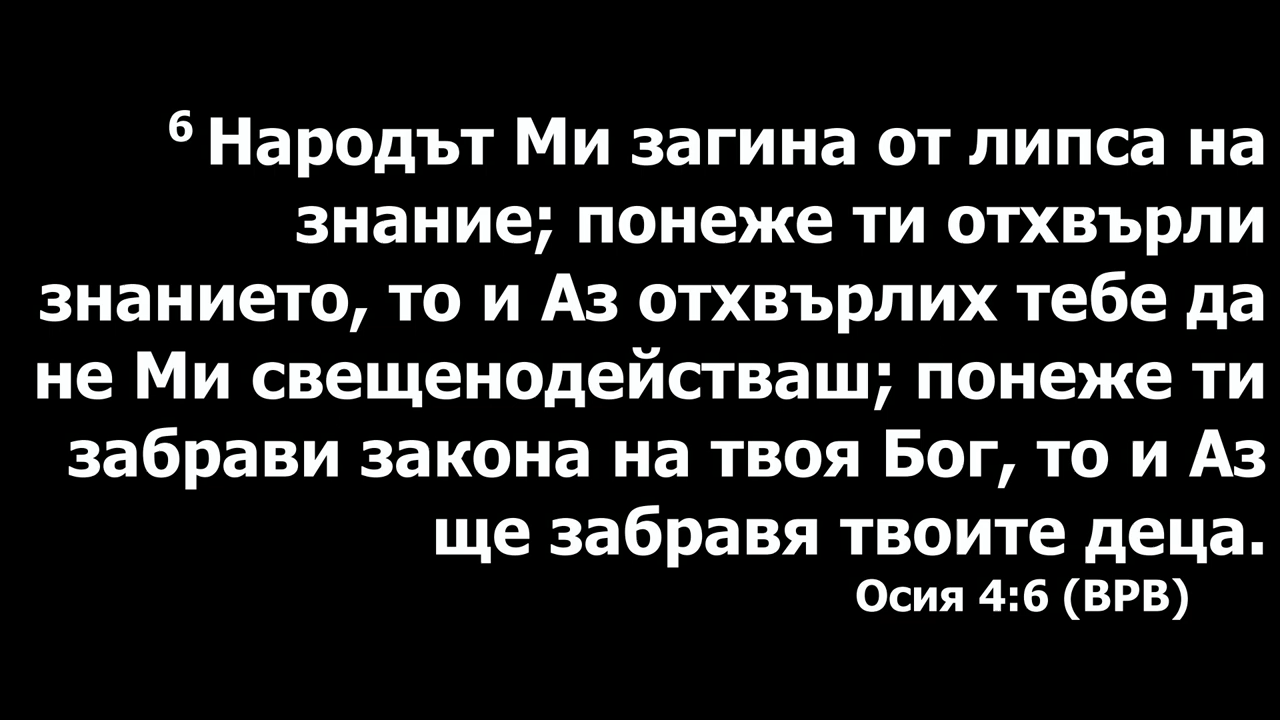 6 Народът Ми загина от липса на
знание; понеже ти отхвърли
знанието, то и Аз отхвърлих тебе да
не Ми свещенодействаш; понеже ти
забрави закона на твоя Бог, то и Аз
ще забравя твоите деца.
Осия 4:6 (ВРВ)